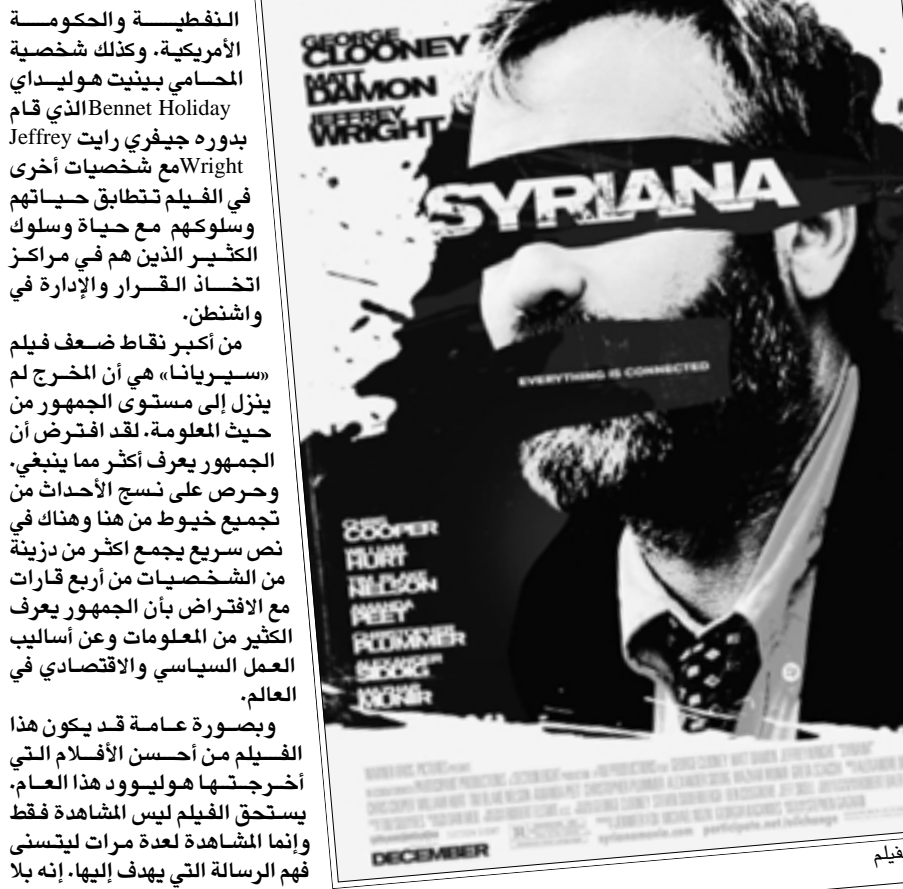 النفطية والحكومة
الأمريكية. وكذلك شخصية
المحامي بينيت هوليداي
Bennet Holiday الذي قام
بدوره جيفري رايت Jeffrey
Wright مع شخصيات أخرى
في الفيلم تتطابق حياتهم
وسلوكهم مع حياة وسلوك
الكثير الذين هم في مراكز
اتخاذ القرار والإدارة في
واشنطن.
من أكبر نقاط ضعف فيلم
«سيريانا» هي أن المخرج لم
ينزل إلى مستوى الجمهور من
حيث المعلومة. لقد افترض أن
الجمهور يعرف أكثر مما ينبغي.
وحرص على نسج الأحداث من
تجميع خيوط من هنا وهناك في
نص سريع يجمع اكثر من دزينة
من الشخصيات من أربع قارات
مع الافتراض بأن الجمهور يعرف
الكثير من المعلومات وعن أساليب
العمل السياسي والاقتصادي في
العالم.
وبصورة عامة قد يكون هذا
الفيلم من أحسن الأفلام التي
أخرجتها هوليوود هذا العام.
يستحق الفيلم ليس المشاهدة فقط
وإنما المشاهدة لعدة مرات ليتسنى
فهم الرسالة التي يهدف إليها. إنه بلا
GEORGE
CLOONEY
MATT
DAMON
JEFFREY
WRIGHT
SYRIANA
EVERYTHING IS CONNECTED
CHRIS
COOPER
WILLIAM
HURT
TIM BLAKE
NELSON
AMANDA
PEET
CHRISTOPHER
PLUMMER
ALEXANDER
SIDDIG
MAZHAR
MUNIR
DECEMBER
syrianamovie.com participate.net/oilchange
فيلم